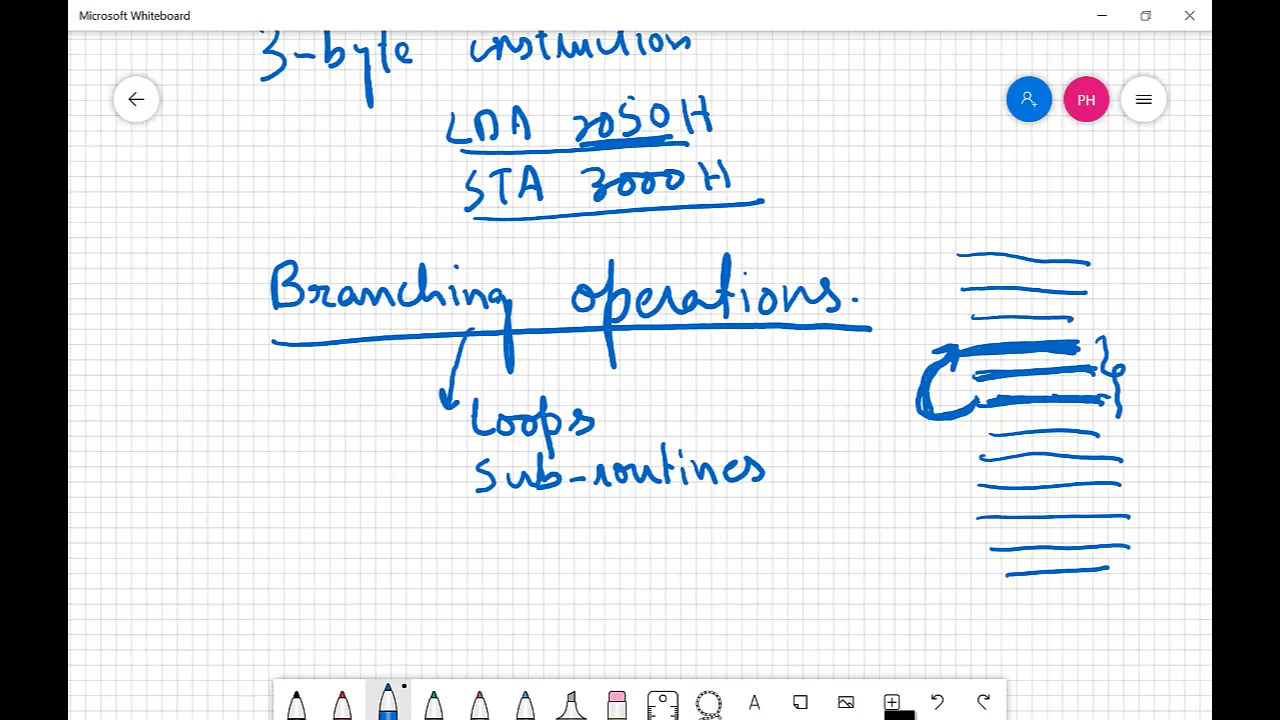 Microsoft Whiteboard
3-byte instruction
LDA 2050H
STA 3000H
PH
Branching operations.
Loops
Sub-routines
A